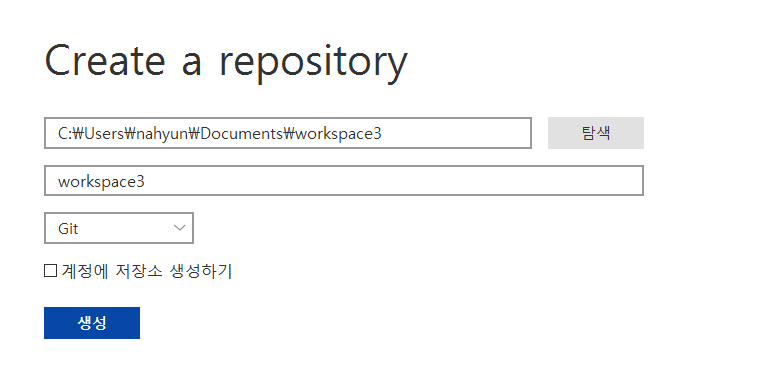 Create a repository
C:₩Users₩nahyun₩Documents₩workspace3 탐색
workspace3
Git
계정에 저장소 생성하기
생성